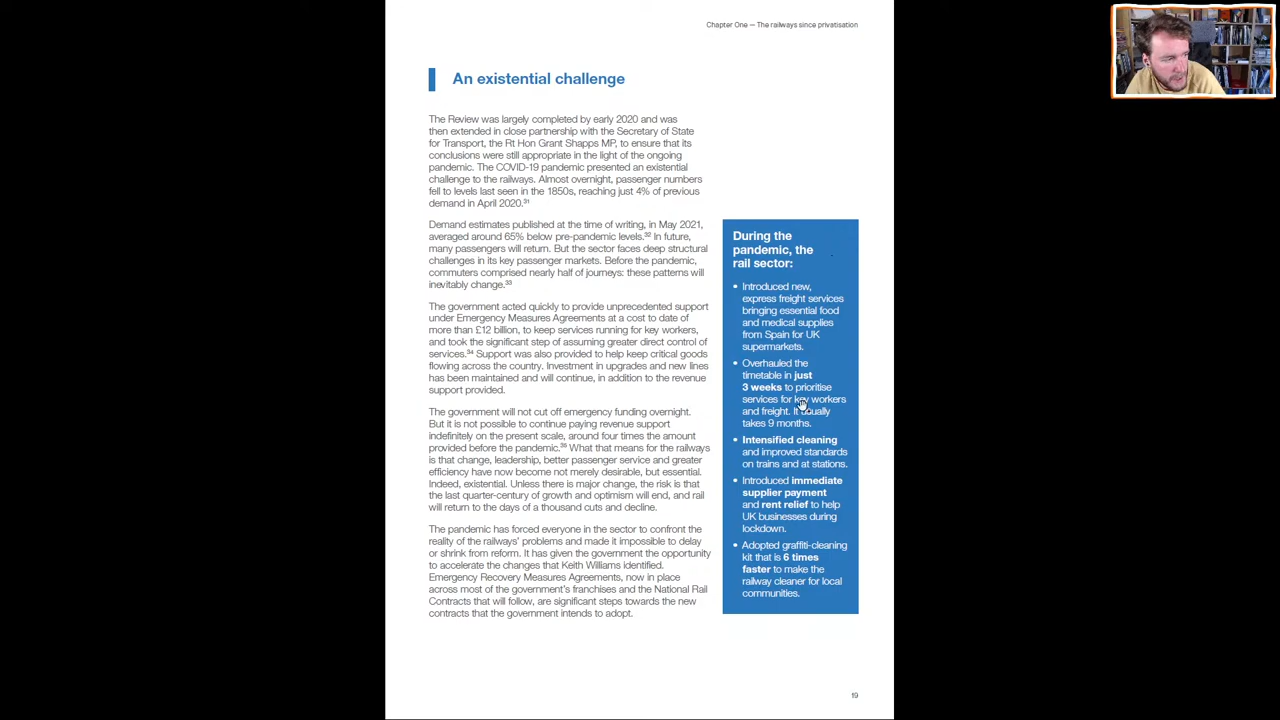 Chapter One — The railways since privatisation
An existential challenge
The Review was largely completed by early 2020 and was
then extended in close partnership with the Secretary of State
for Transport, the Rt Hon Grant Shapps MP, to ensure that its
conclusions were still appropriate in the light of the ongoing
pandemic. The COVID-19 pandemic presented an existential
challenge to the railways. Almost overnight, passenger numbers
fell to levels last seen in the 1850s, reaching just 4% of previous
demand in April 2020.31
Demand estimates published at the time of writing, in May 2021,
averaged around 65% below pre-pandemic levels.32 In future,
many passengers will return. But the sector faces deep structural
challenges in its key passenger markets. Before the pandemic,
commuters comprised nearly half of journeys: these patterns will
inevitably change.33
The government acted quickly to provide unprecedented support
under Emergency Measures Agreements at a cost to date of
more than £12 billion, to keep services running for key workers,
and took the significant step of assuming greater direct control of
services.34 Support was also provided to help keep critical goods
flowing across the country. Investment in upgrades and new lines
has been maintained and will continue, in addition to the revenue
support provided.
The government will not cut off emergency funding overnight.
But it is not possible to continue paying revenue support
indefinitely on the present scale, around four times the amount
provided before the pandemic.35 What that means for the railways
is that change, leadership, better passenger service and greater
efficiency have now become not merely desirable, but essential.
Indeed, existential. Unless there is major change, the risk is that
the last quarter-century of growth and optimism will end, and rail
will return to the days of a thousand cuts and decline.
The pandemic has forced everyone in the sector to confront the
reality of the railways' problems and made it impossible to delay
or shrink from reform. It has given the government the opportunity
to accelerate the changes that Keith Williams identified.
Emergency Recovery Measures Agreements, now in place
across most of the government's franchises and the National Rail
Contracts that will follow, are significant steps towards the new
contracts that the government intends to adopt.
During the
pandemic, the
rail sector:
• Introduced new,
express freight services
bringing essential food
and medical supplies
from Spain for UK
supermarkets.
• Overhauled the
timetable in just
3 weeks to prioritise
services for key workers
and freight. It usually
takes 9 months.
• Intensified cleaning
and improved standards
on trains and at stations.
• Introduced immediate
supplier payment
and rent relief to help
UK businesses during
lockdown.
• Adopted graffiti-cleaning
kit that is 6 times
faster to make the
railway cleaner for local
communities.
19